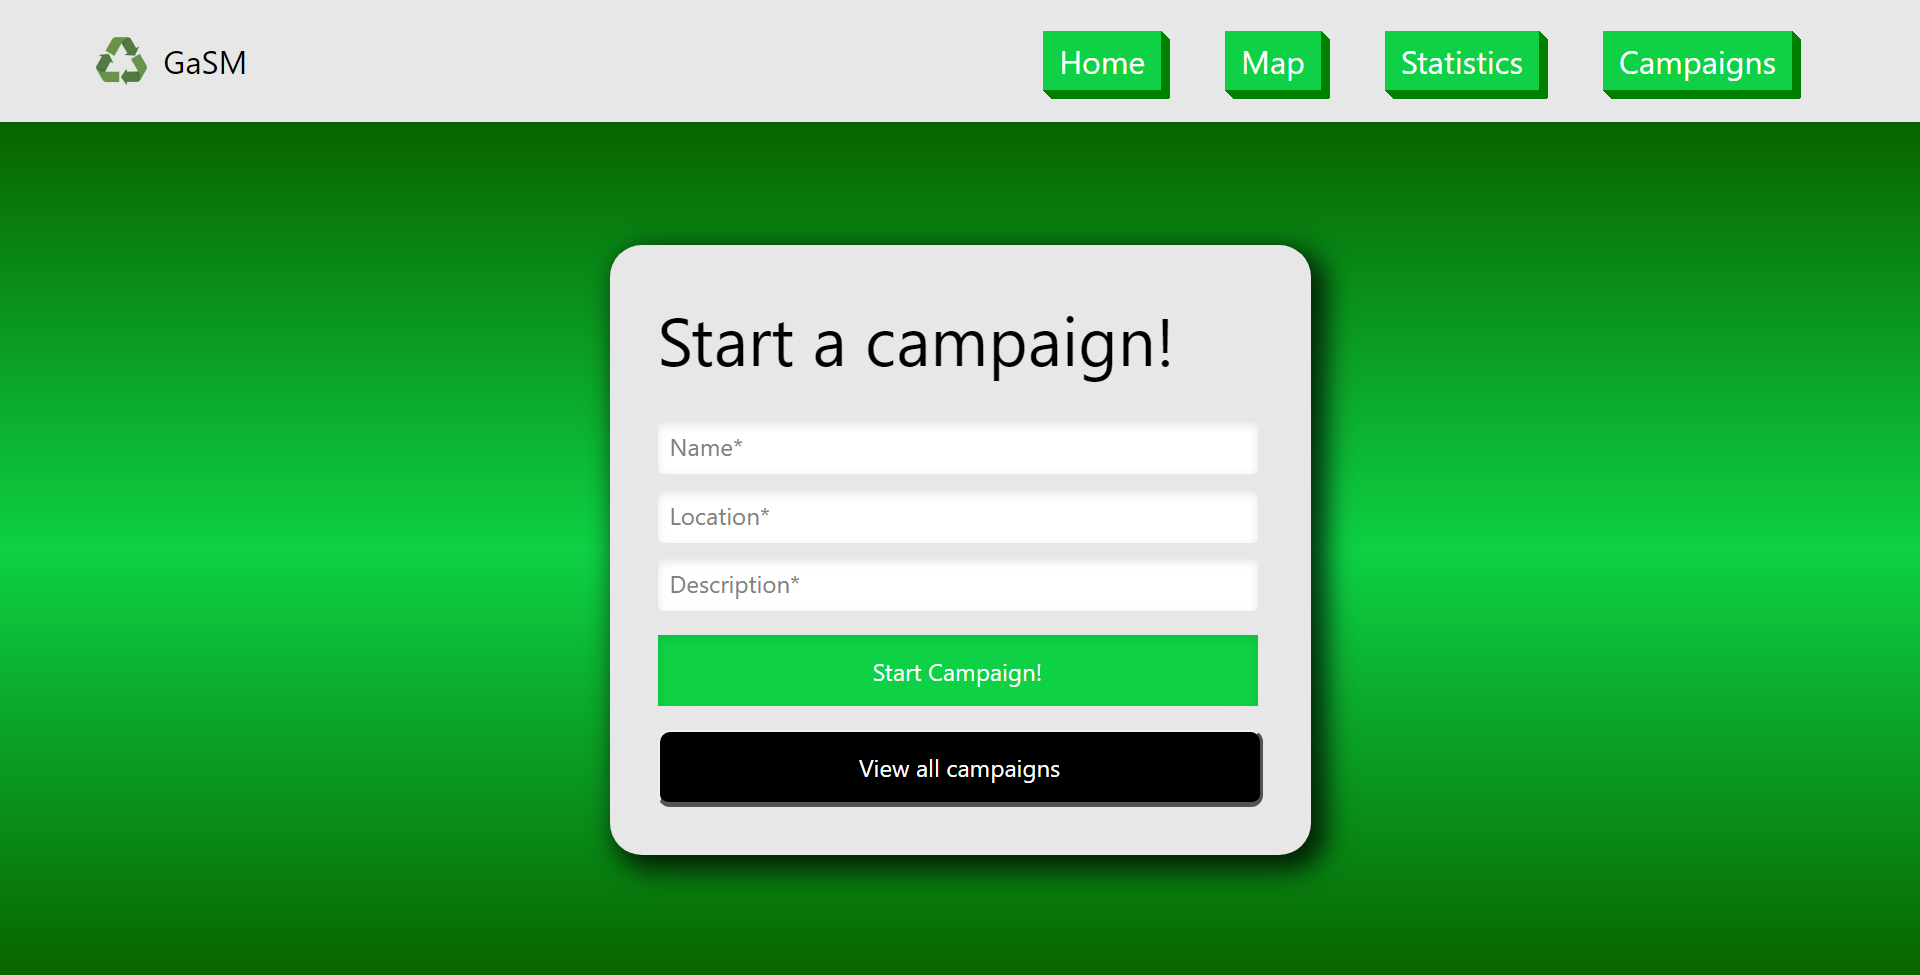 GaSM
Home
Map
Statistics
Campaigns
Start a campaign!
Name*
Location*
Description*
Start Campaign!
View all campaigns